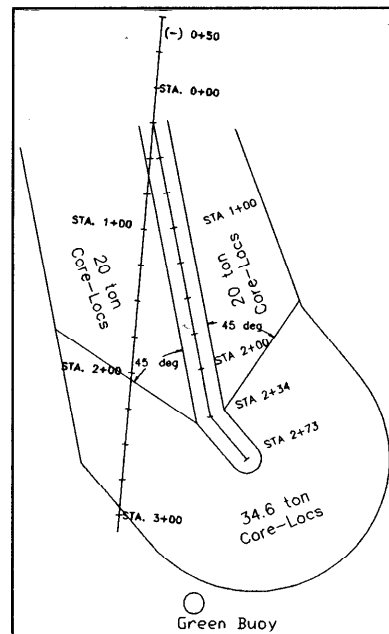 (-) 0+50
STA. 0+00
STA. 1+00
STA 1+00
20 ton
Core-Locs
20 ton
Core-Locs
45 deg
45 deg
STA 2+00
STA. 2+00
STA 2+34
STA 2+73
34.6 ton
Core-Locs
STA. 3+00
Green Buoy